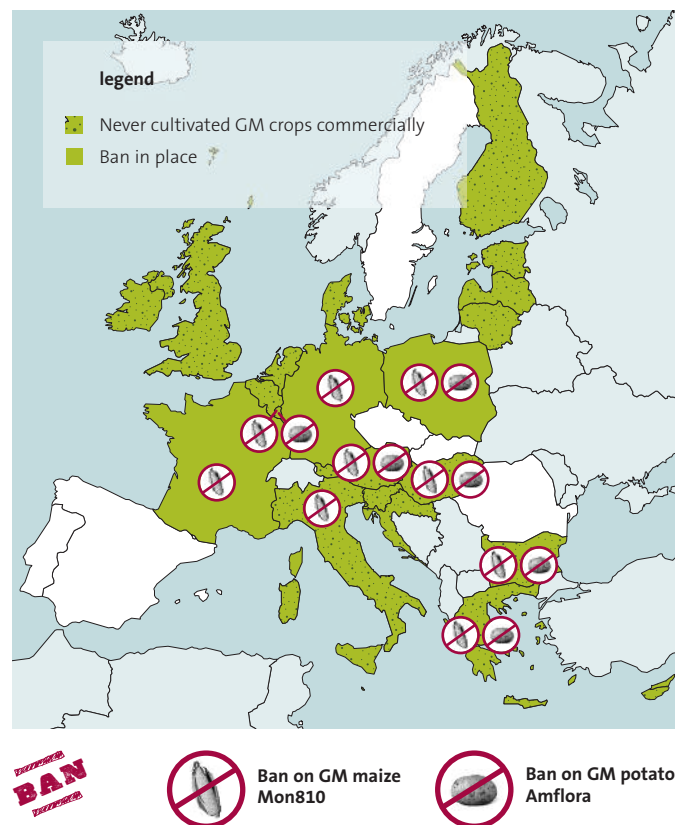 legend
Never cultivated GM crops commercially
Ban in place
BAN
Ban on GM maize
Mon810
Ban on GM potato
Amflora